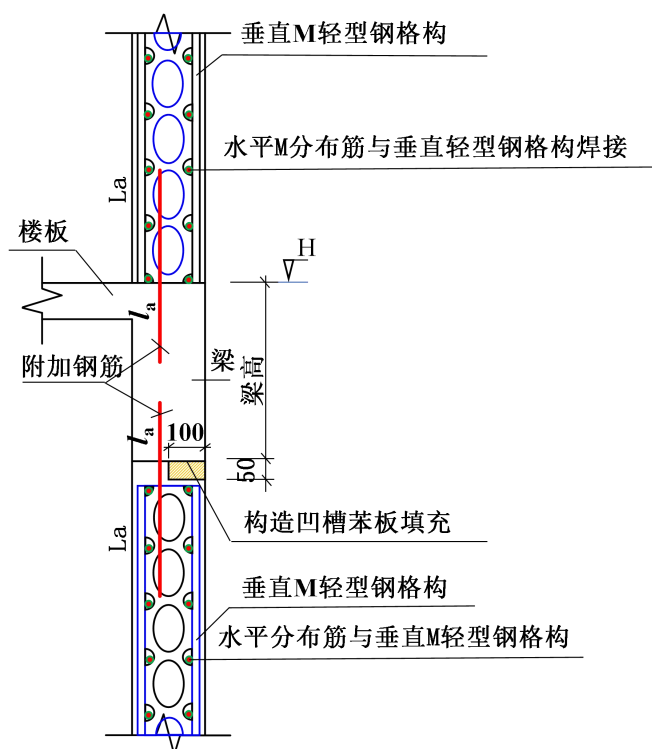 垂直M轻型钢格构
水平M分布筋与垂直轻型钢格构焊接
La
楼板
H
la
梁
附加钢筋
梁高
100
la
50
构造凹槽苯板填充
La
垂直M轻型钢格构
水平分布筋与垂直M轻型钢格构